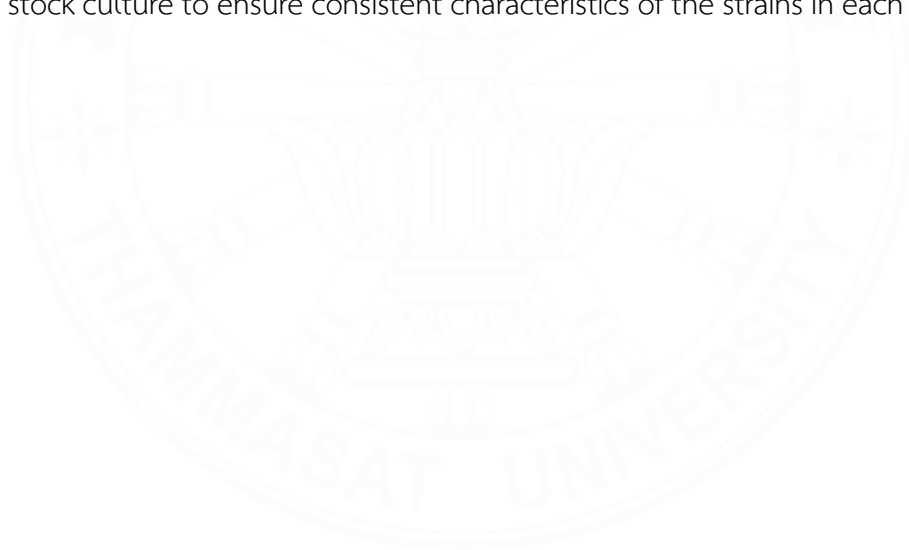 stock culture to ensure consistent characteristics of the strains in each
THAMMASAT UNIVERSITY